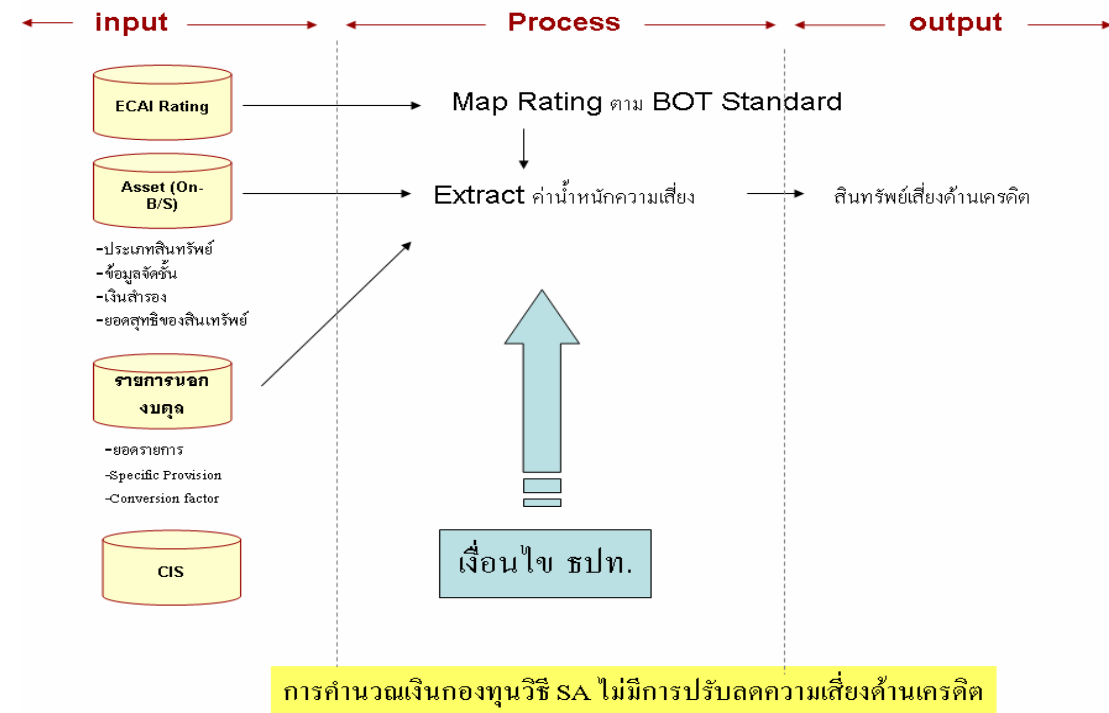 input
Process
output
ECAI Rating
Map Rating ตาม BOT Standard
Asset (On-
B/S)
Extract ค่าน้ำหนักความเสี่ยง
สินทรัพย์เสี่ยงด้านเครดิต
-ประเภทสินทรัพย์
-ข้อมูลจัดชั้น
-เงินสำรอง
-ยอดสุทธิของสินเทรัพย์
รายการนอก
งบดุล
-ยอดรายการ
-Specific Provision
-Conversion factor
CIS
เงื่อนไข ธปท.
การคำนวณเงินกองทุนวิธี SA ไม่มีการปรับลดความเสี่ยงด้านเครดิต